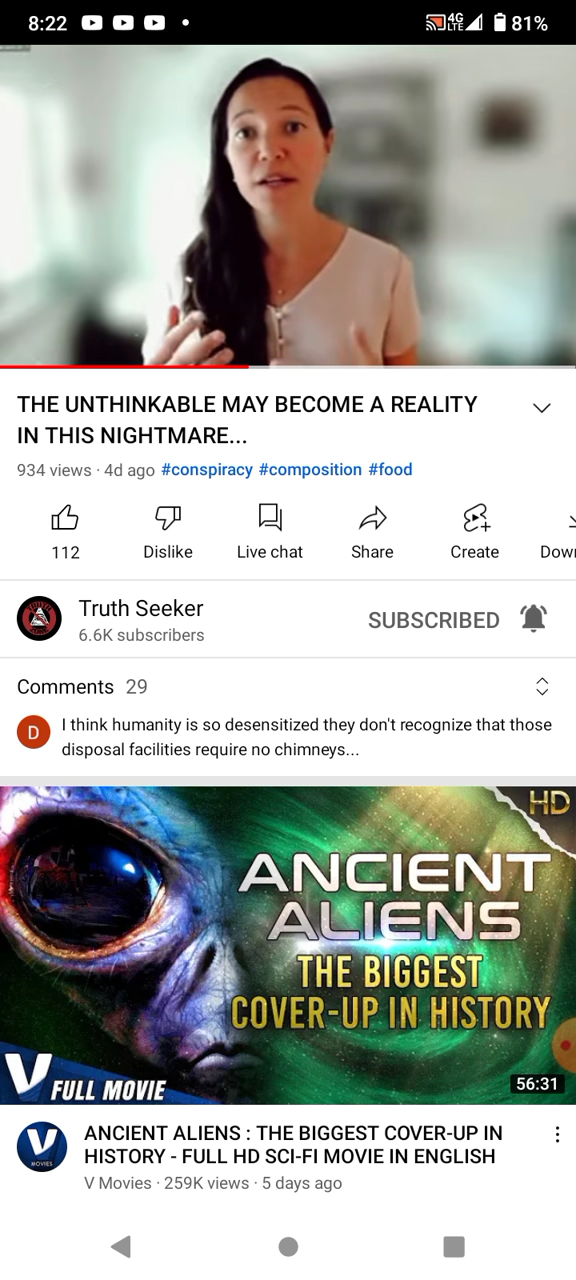 8:22
4G
LTE
81%
THE UNTHINKABLE MAY BECOME A REALITY
IN THIS NIGHTMARE...
934 views · 4d ago #conspiracy #composition #food
112
Dislike
Live chat
Share
Create
Down
Truth Seeker
6.6K subscribers
SUBSCRIBED
Comments 29
D
I think humanity is so desensitized they don't recognize that those
disposal facilities require no chimneys...
HD
ANCIENT
ALIENS
THE BIGGEST
COVER-UP IN HISTORY
V FULL MOVIE
56:31
V
MOVIES
ANCIENT ALIENS : THE BIGGEST COVER-UP IN
HISTORY - FULL HD SCI-FI MOVIE IN ENGLISH
V Movies · 259K views · 5 days ago